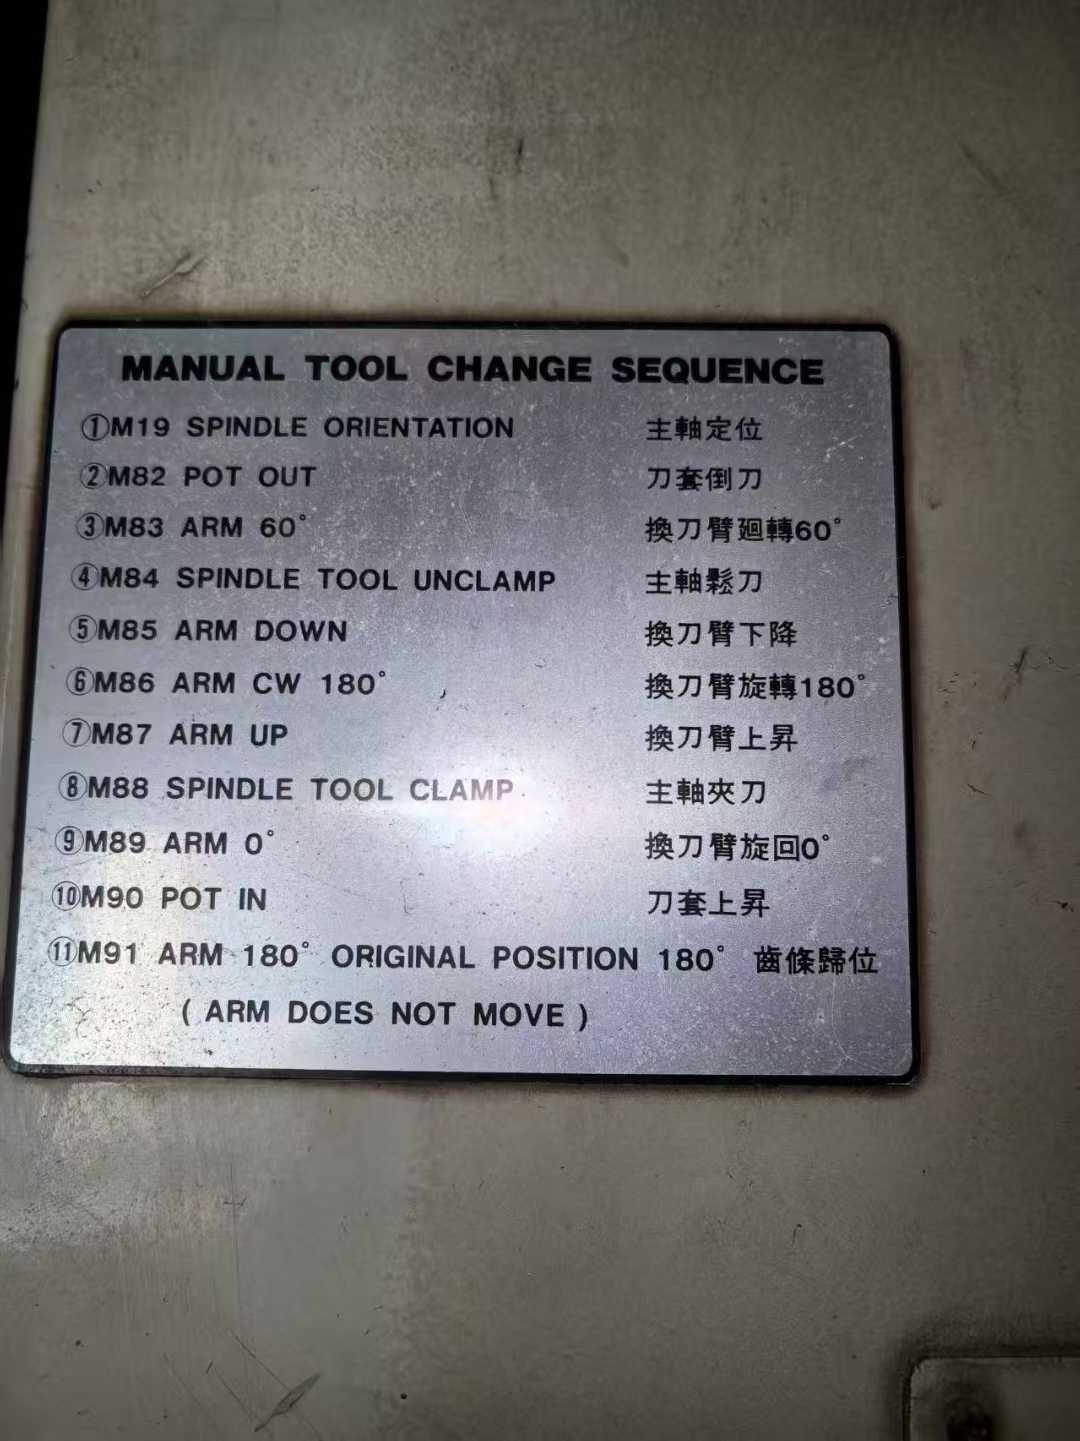 MANUAL TOOL CHANGE SEQUENCE
①M19 SPINDLE ORIENTATION 主軸定位
②M82 POT OUT 刀套倒刀
③M83 ARM 60° 換刀臂廻轉60°
④M84 SPINDLE TOOL UNCLAMP 主軸鬆刀
⑤M85 ARM DOWN 換刀臂下降
⑥M86 ARM CW 180° 換刀臂旋轉180°
⑦M87 ARM UP 換刀臂上昇
⑧M88 SPINDLE TOOL CLAMP 主軸夾刀
⑨M89 ARM 0° 換刀臂旋回0°
⑩M90 POT IN 刀套上昇
⑪M91 ARM 180° ORIGINAL POSITION 180° 齒條歸位
( ARM DOES NOT MOVE )